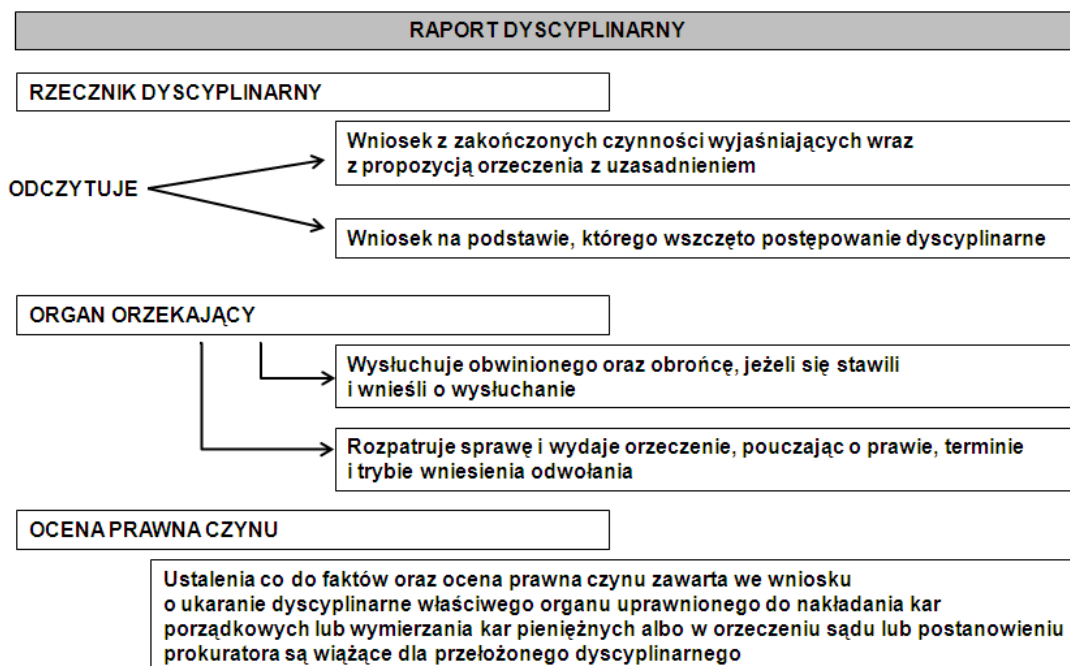 RAPORT DYSCYPLINARNY
RZECZNIK DYSCYPLINARNY
Wniosek z zakończonych czynności wyjaśniających wraz
z propozycją orzeczenia z uzasadnieniem
ODCZYTUJE
Wniosek na podstawie, którego wszczęto postępowanie dyscyplinarne
ORGAN ORZEKAJĄCY
Wysłuchuje obwinionego oraz obrońcę, jeżeli się stawili
i wnieśli o wysłuchanie
Rozpatruje sprawę i wydaje orzeczenie, pouczając o prawie, terminie
i trybie wniesienia odwołania
OCENA PRAWNA CZYNU
Ustalenia co do faktów oraz ocena prawna czynu zawarta we wniosku
o ukaranie dyscyplinarne właściwego organu uprawnionego do nakładania kar
porządkowych lub wymierzania kar pieniężnych albo w orzeczeniu sądu lub postanowieniu
prokuratora są wiążące dla przełożonego dyscyplinarnego